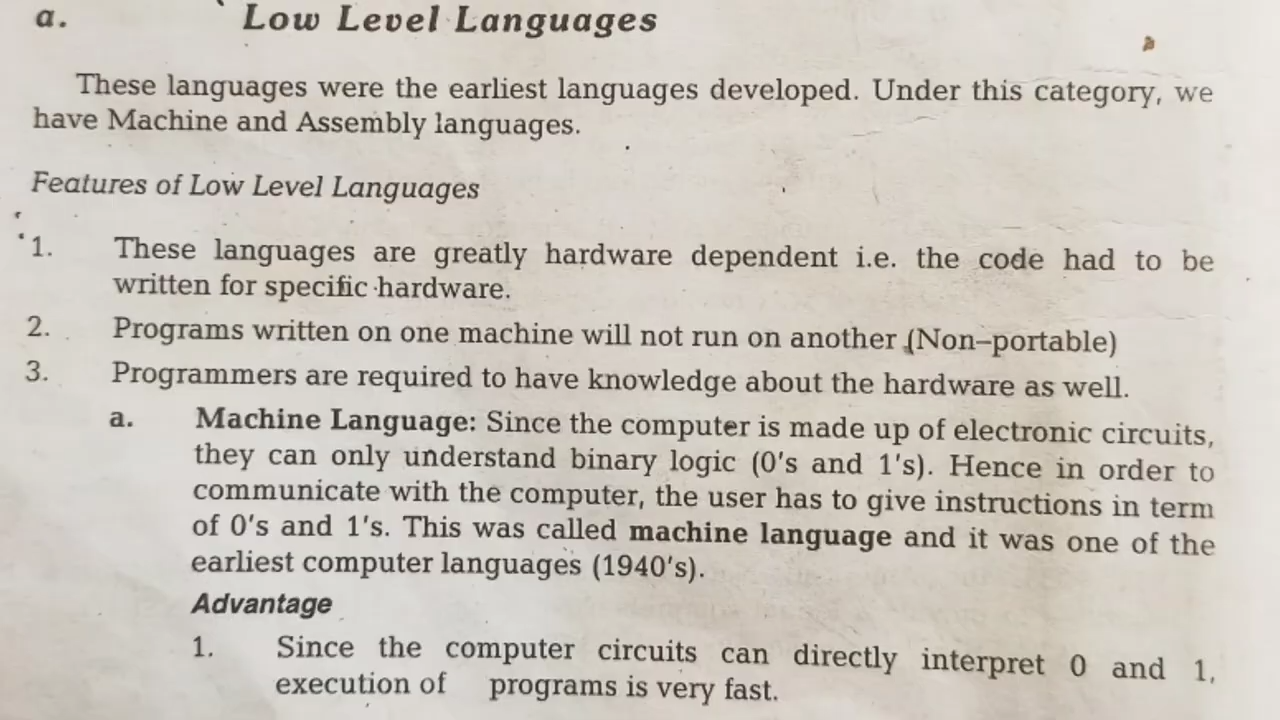 a. Low Level Languages
These languages were the earliest languages developed. Under this category, we
have Machine and Assembly languages.
Features of Low Level Languages
1. These languages are greatly hardware dependent i.e. the code had to be
written for specific hardware.
2. Programs written on one machine will not run on another (Non–portable)
3. Programmers are required to have knowledge about the hardware as well.
a. Machine Language: Since the computer is made up of electronic circuits,
they can only understand binary logic (0's and 1's). Hence in order to
communicate with the computer, the user has to give instructions in term
of 0's and 1's. This was called machine language and it was one of the
earliest computer languages (1940's).
Advantage
1. Since the computer circuits can directly interpret 0 and 1,
execution of programs is very fast.